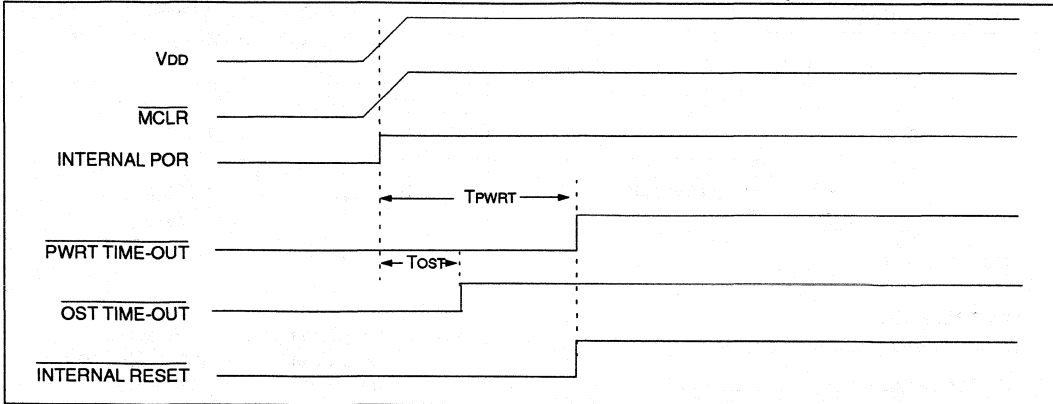 VDD
MCLR
INTERNAL POR
TPWRT
PWRT TIME-OUT
TOST
OST TIME-OUT
INTERNAL RESET